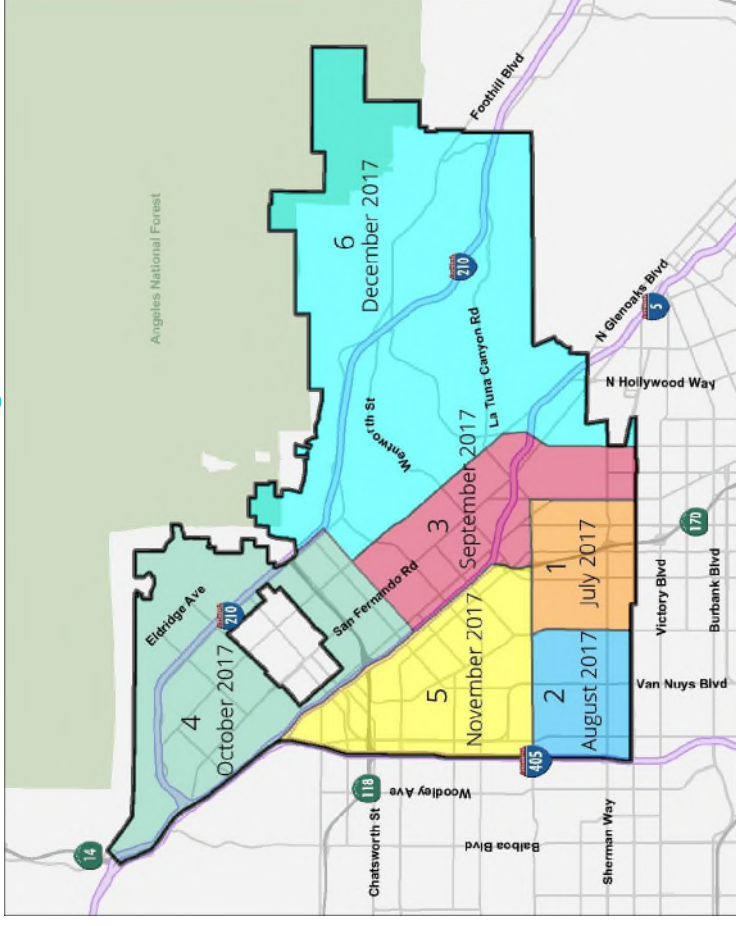 Angeles National Forest
Foothill Blvd
6
December 2017
210
La Tuna Canyon Rd
Wentworth St
N Glenoaks Blvd
5
N Hollywood Way
3
September 2017
San Fernando Rd
Eldridge Ave
210
4
October 2017
5
November 2017
1
July 2017
2
August 2017
170
Victory Blvd
Burbank Blvd
Van Nuys Blvd
405
14
118
Chatsworth St
Woodley Ave
Balboa Blvd
Sherman Way